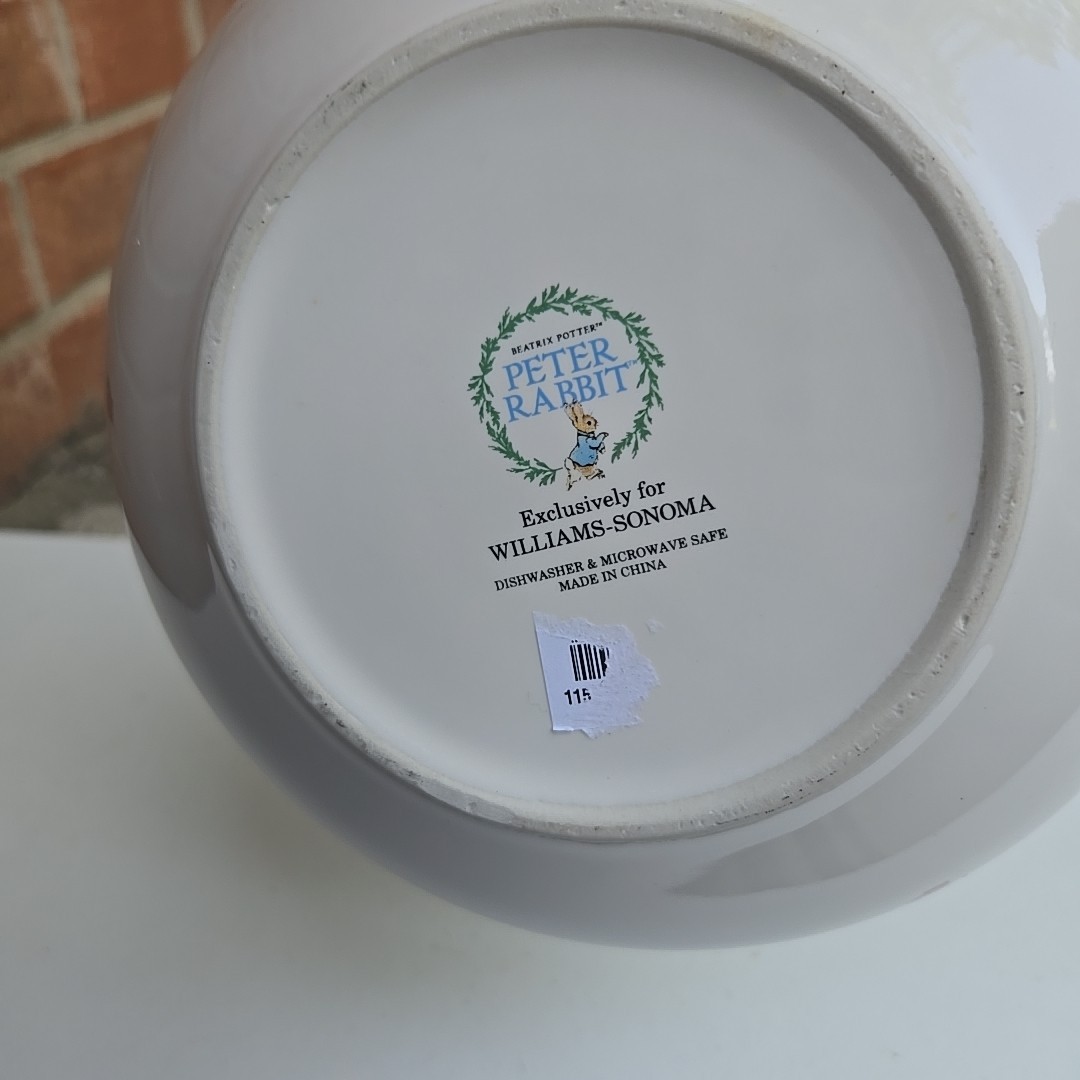 BEATRIX POTTER™
PETER
RABBIT™
Exclusively for
WILLIAMS-SONOMA
DISHWASHER & MICROWAVE SAFE
MADE IN CHINA
115